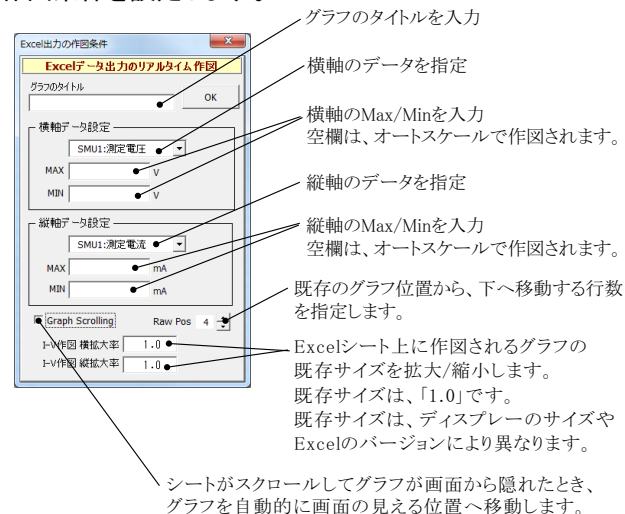 グラフのタイトルを入力
Excel出力の作図条件
Excelデータ出力のリアルタイム作図
グラフのタイトル
OK
横軸のデータを指定
横軸データ設定
SMU1:測定電圧
MAX V
MIN V
横軸のMax/Minを入力
空欄は、オートスケールで作図されます。
縦軸のデータを指定
縦軸データ設定
SMU1:測定電流
MAX mA
MIN mA
縦軸のMax/Minを入力
空欄は、オートスケールで作図されます。
既存のグラフ位置から、下へ移動する行数
を指定します。
Graph Scrolling Raw Pos 4
I-V作図 横拡大率 1.0
I-V作図 縦拡大率 1.0
Excelシート上に作図されるグラフの
既存サイズを拡大/縮小します。
既存サイズは、「1.0」です。
既存サイズは、ディスプレーのサイズや
Excelのバージョンにより異なります。
シートがスクロールしてグラフが画面から隠れたとき、
グラフを自動的に画面の見える位置へ移動します。